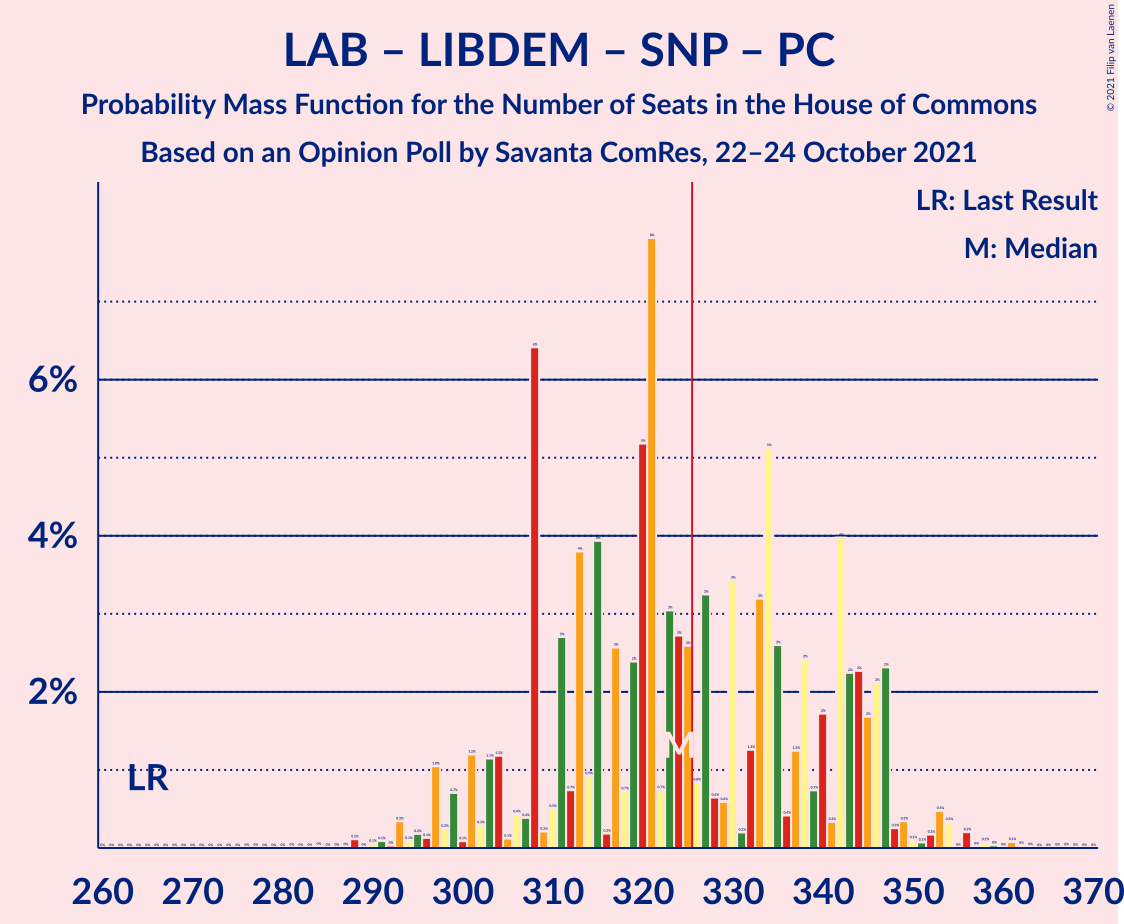 LAB – LIBDEM – SNP – PC
Probability Mass Function for the Number of Seats in the House of Commons
Based on an Opinion Poll by Savanta ComRes, 22–24 October 2021
© 2021 Filip van Laenen
LR: Last Result
M: Median
6%
4%
2%
LR
M
260 270 280 290 300 310 320 330 340 350 360 370